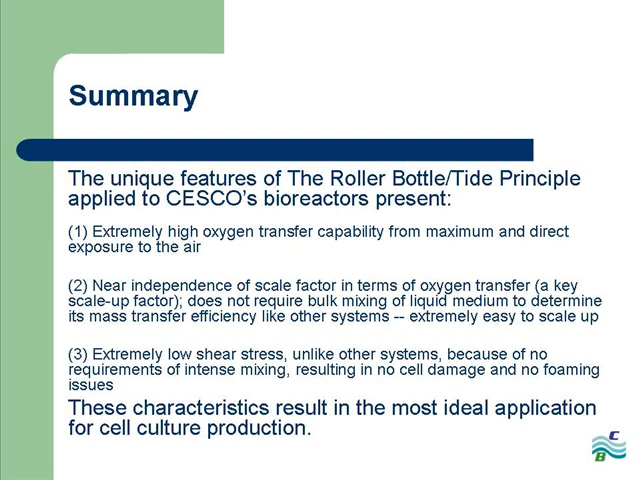 Summary
The unique features of The Roller Bottle/Tide Principle
applied to CESCO's bioreactors present:
(1) Extremely high oxygen transfer capability from maximum and direct
exposure to the air
(2) Near independence of scale factor in terms of oxygen transfer (a key
scale-up factor); does not require bulk mixing of liquid medium to determine
its mass transfer efficiency like other systems -- extremely easy to scale up
(3) Extremely low shear stress, unlike other systems, because of no
requirements of intense mixing, resulting in no cell damage and no foaming
issues
These characteristics result in the most ideal application
for cell culture production.
C
B